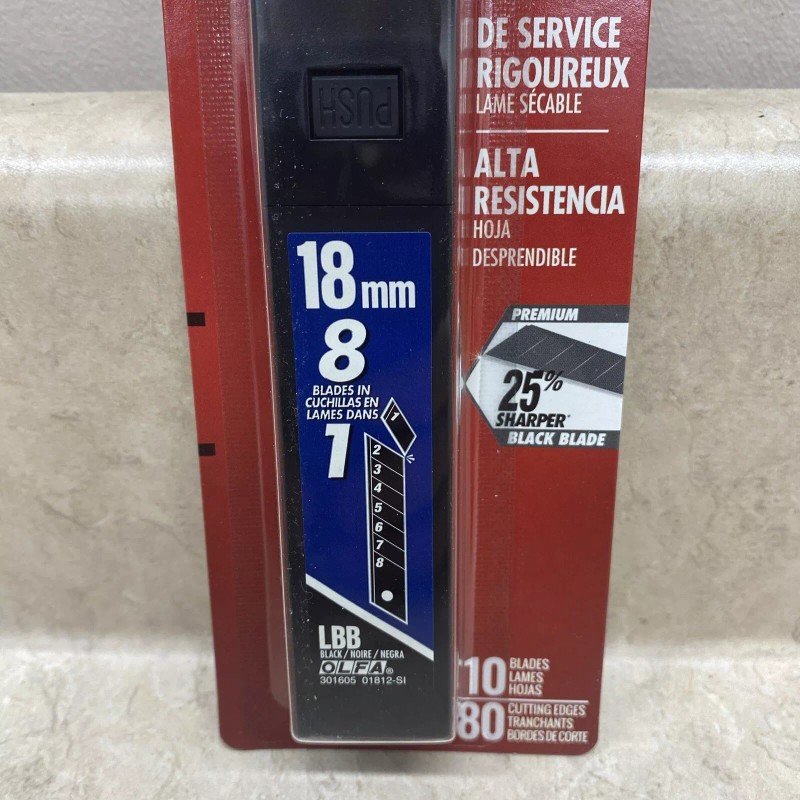 DE SERVICE
RIGOUREUX
LAME SÉCABLE
PUSH
ALTA
RESISTENCIA
HOJA
DESPRENDIBLE
18mm
8
BLADES IN
CUCHILLAS EN
LAMES DANS
1
1
2
3
4
5
6
7
8
PREMIUM
25%
SHARPER*
BLACK BLADE
LBB
BLACK/NOIRE/NEGRA
OLFA®
301605 01812-SI
10 BLADES
LAMES
HOJAS
80 CUTTING EDGES
TRANCHANTS
BORDES DE CORTE